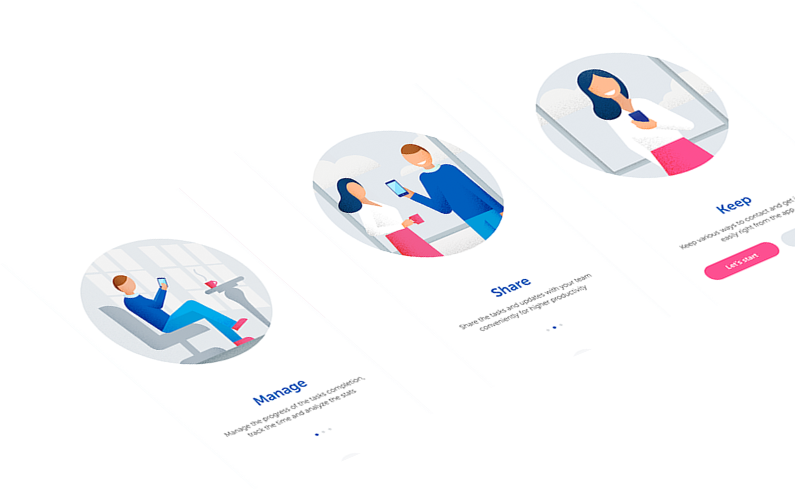 Manage
Manage the progress of the tasks completion,
track the time and analyze the stats
Share
Share the tasks and updates with your team
conveniently for higher productivity
Keep
Keep various ways to contact and get
easily right from the app
Let's start